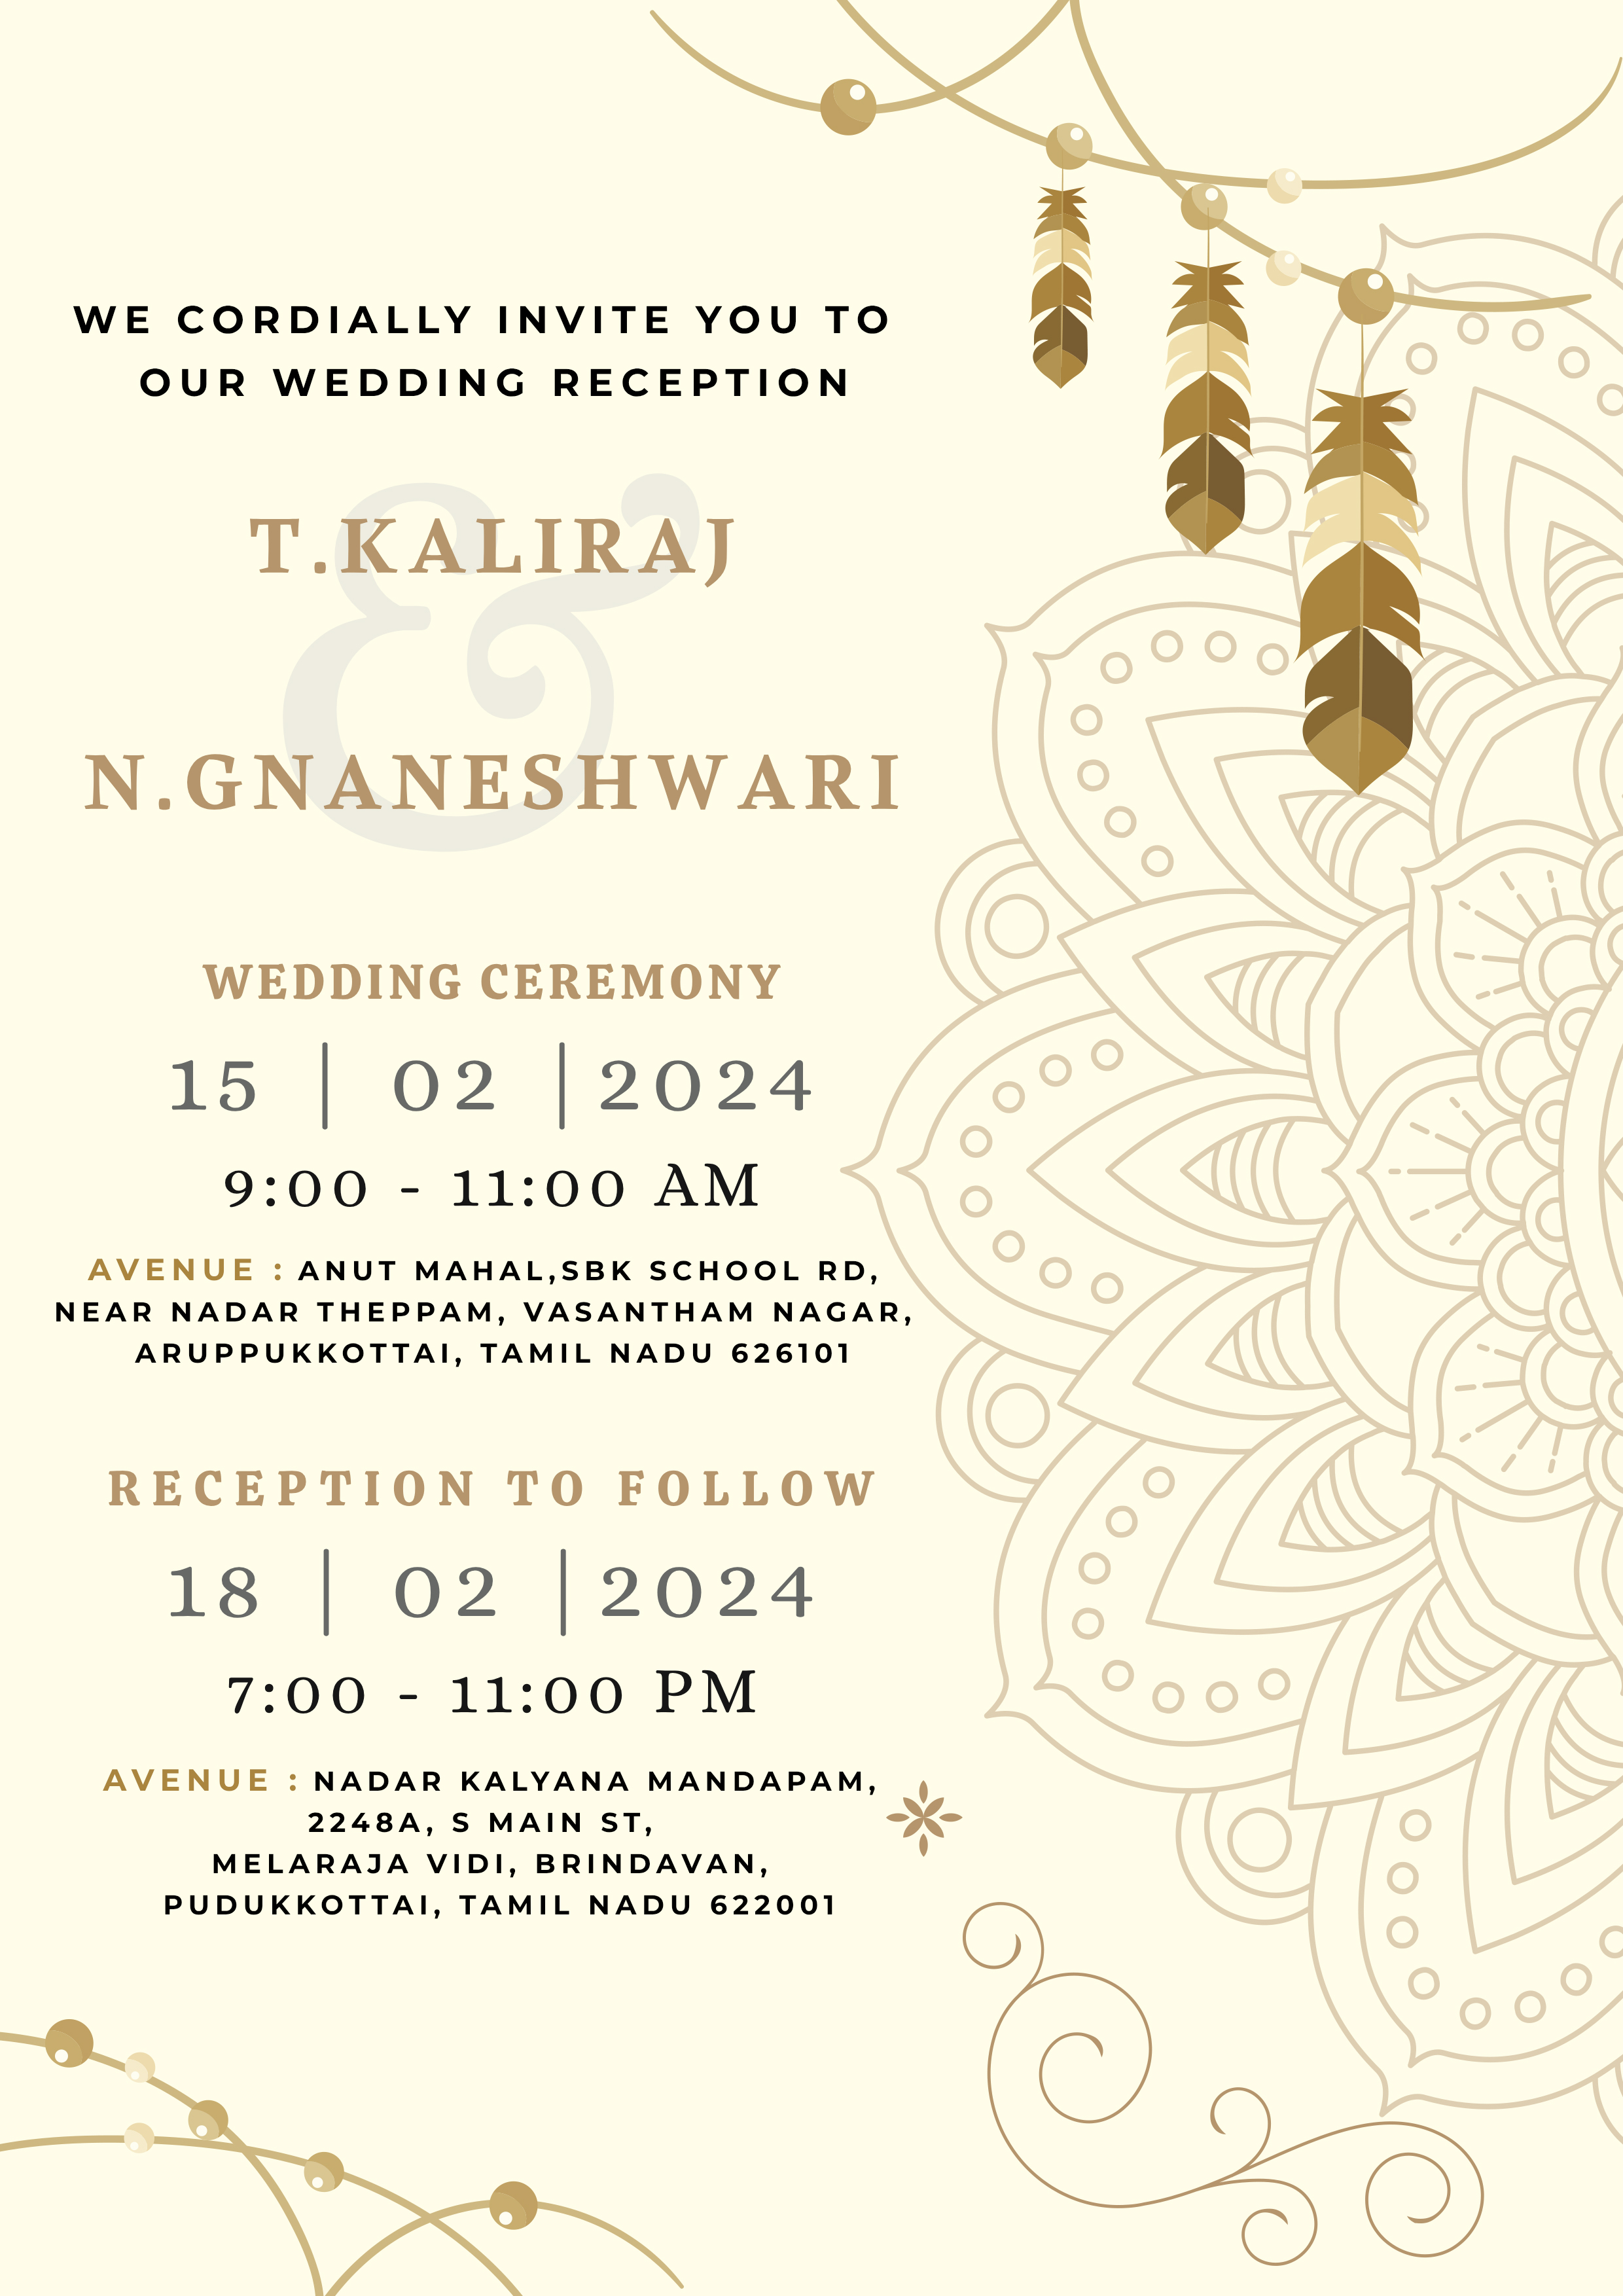 WE CORDIALLY INVITE YOU TO
OUR WEDDING RECEPTION
T.KALIRAJ
&
N.GNANESHWARI
WEDDING CEREMONY
15 | 02 | 2024
9:00 - 11:00 AM
AVENUE : ANUT MAHAL,SBK SCHOOL RD,
NEAR NADAR THEPPAM, VASANTHAM NAGAR,
ARUPPUKKOTTAI, TAMIL NADU 626101
RECEPTION TO FOLLOW
18 | 02 | 2024
7:00 - 11:00 PM
AVENUE : NADAR KALYANA MANDAPAM,
2248A, S MAIN ST,
MELARAJA VIDI, BRINDAVAN,
PUDUKKOTTAI, TAMIL NADU 622001